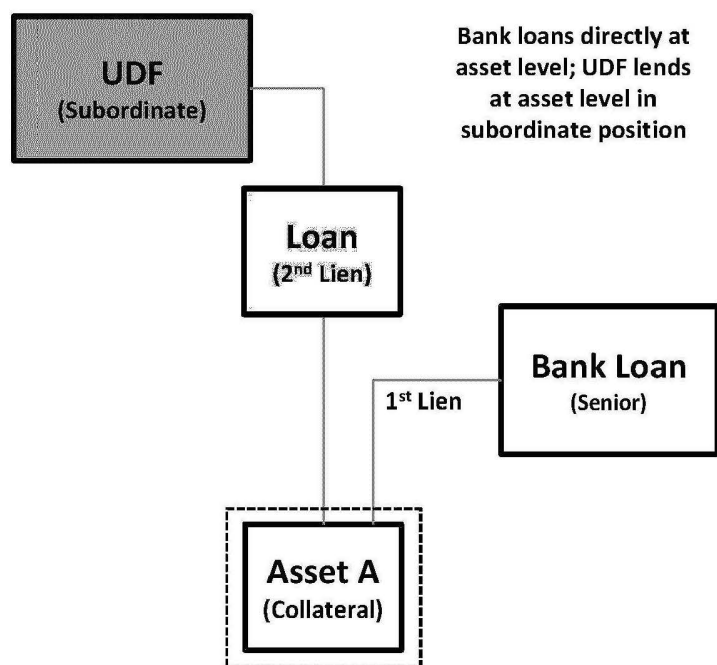 UDF
(Subordinate)
Bank loans directly at
asset level; UDF lends
at asset level in
subordinate position
Loan
(2nd Lien)
Bank Loan
(Senior)
1st Lien
Asset A
(Collateral)